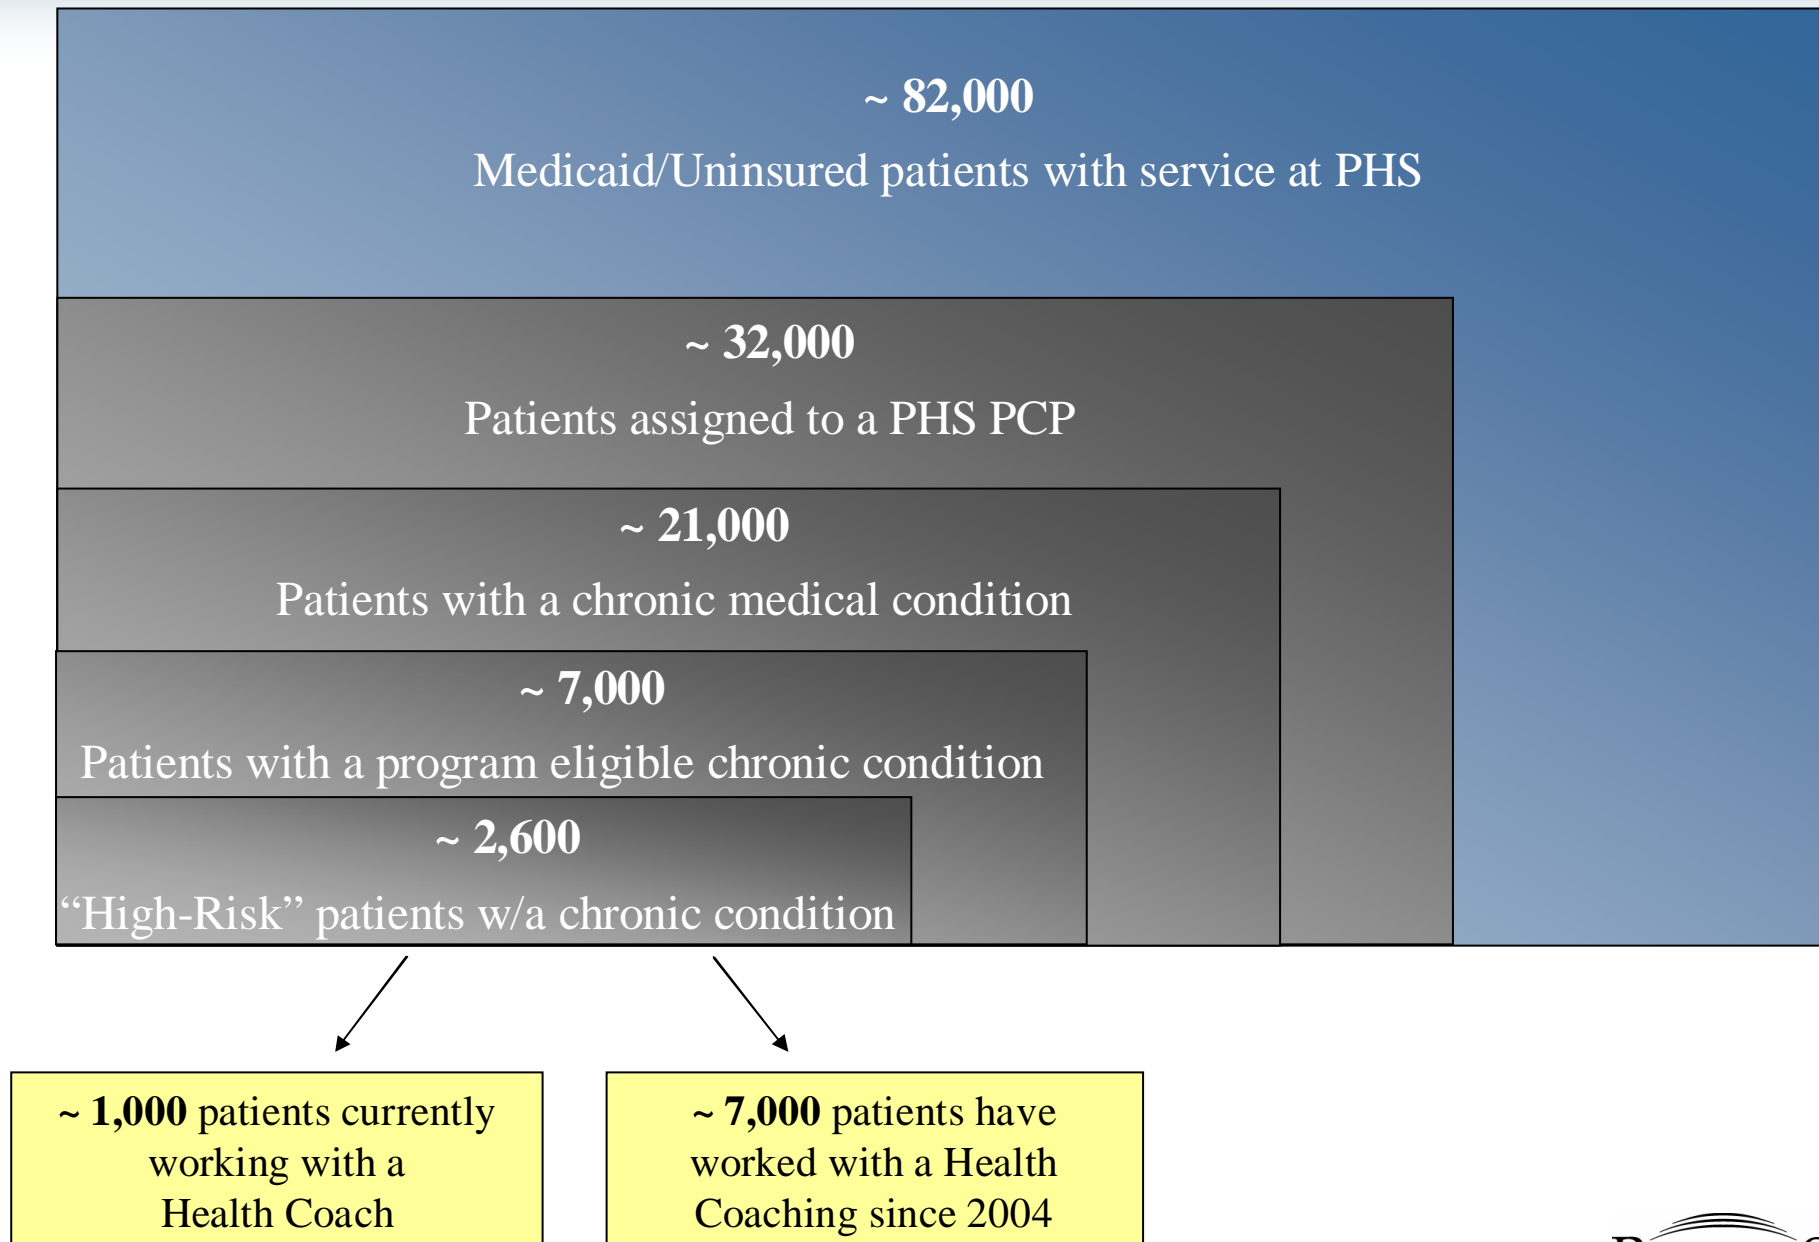 ~ 82,000
Medicaid/Uninsured patients with service at PHS
~ 32,000
Patients assigned to a PHS PCP
~ 21,000
Patients with a chronic medical condition
~ 7,000
Patients with a program eligible chronic condition
~ 2,600
“High-Risk” patients w/a chronic condition
~ 1,000 patients currently
working with a
Health Coach
~ 7,000 patients have
worked with a Health
Coaching since 2004